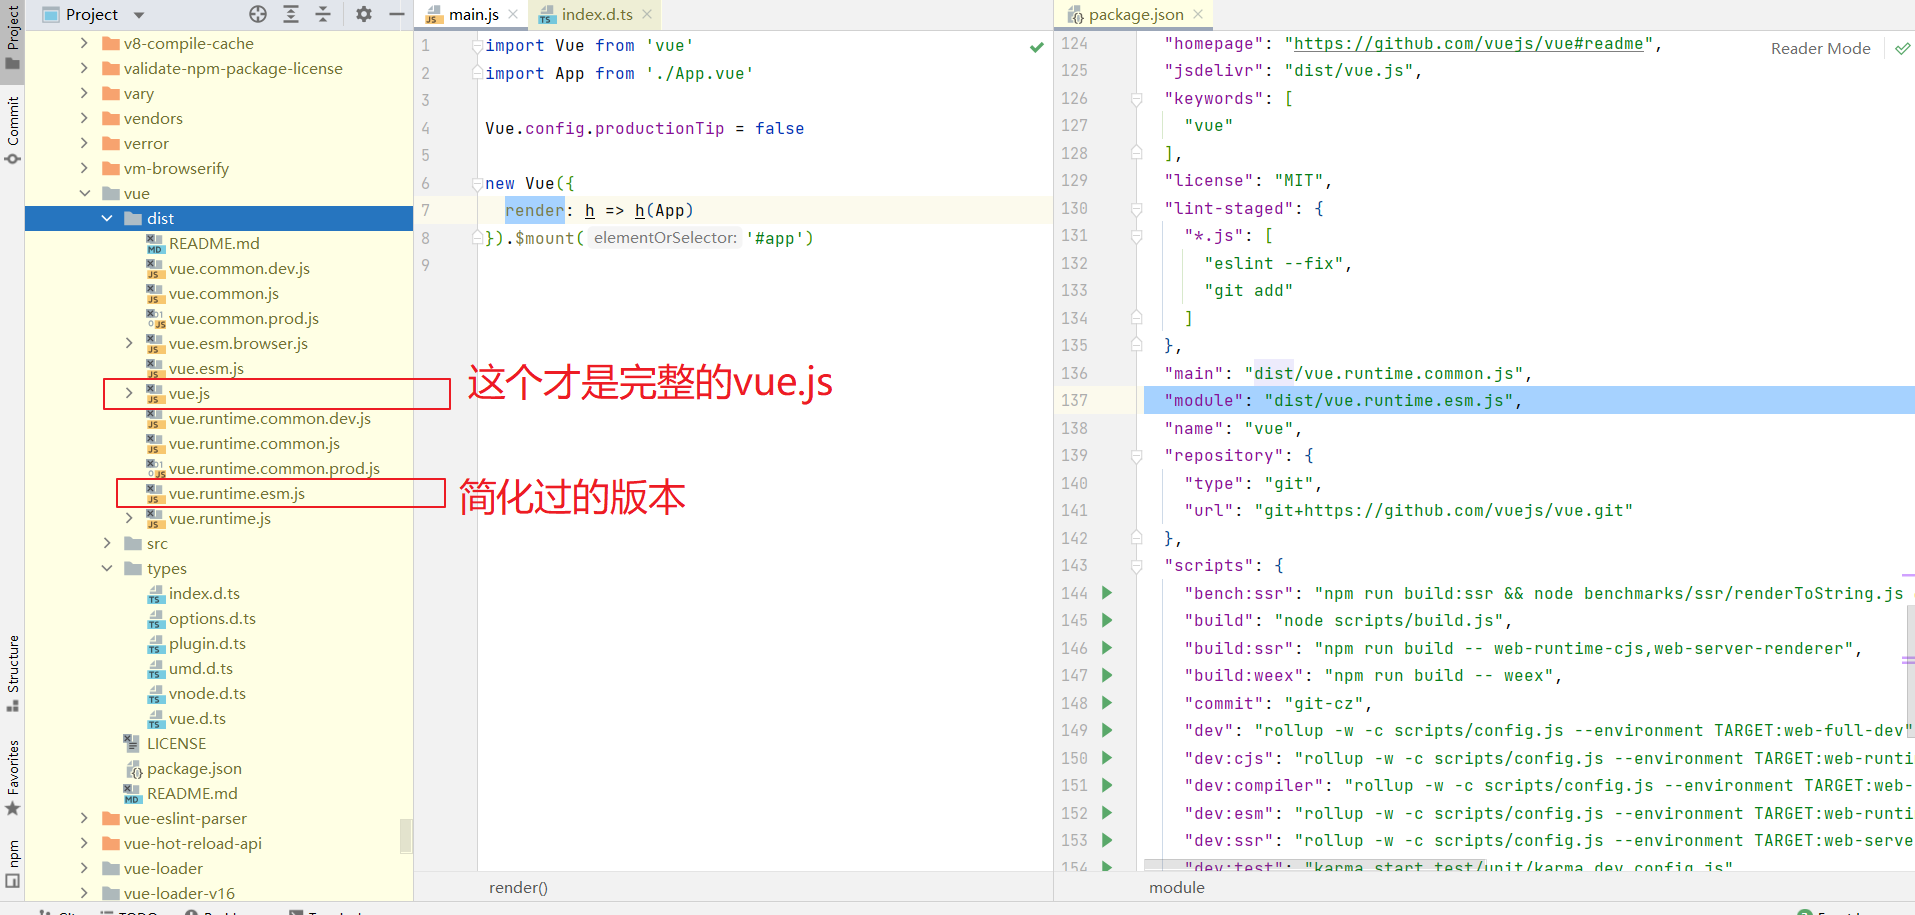 Project
Commit
Structure
Favorites
npm
Project
v8-compile-cache
validate-npm-package-license
vary
vendors
verror
vm-browserify
vue
dist
README.md
vue.common.dev.js
vue.common.js
vue.common.prod.js
vue.esm.browser.js
vue.esm.js
vue.js
vue.runtime.common.dev.js
vue.runtime.common.js
vue.runtime.common.prod.js
vue.runtime.esm.js
vue.runtime.js
src
types
index.d.ts
options.d.ts
plugin.d.ts
umd.d.ts
vnode.d.ts
vue.d.ts
LICENSE
package.json
README.md
vue-eslint-parser
vue-hot-reload-api
vue-loader
vue-loader-v16
main.js
index.d.ts
1 import Vue from 'vue'
2 import App from './App.vue'
3
4 Vue.config.productionTip = false
5
6 new Vue({
7 render: h => h(App)
8 }).$mount( elementOrSelector: '#app')
9
这个才是完整的vue.js
简化过的版本
render()
package.json
Reader Mode
124 "homepage": "https://github.com/vuejs/vue#readme",
125 "jsdelivr": "dist/vue.js",
126 "keywords": [
127 "vue"
128 ],
129 "license": "MIT",
130 "lint-staged": {
131 "*.js": [
132 "eslint --fix",
133 "git add"
134 ]
135 },
136 "main": "dist/vue.runtime.common.js",
137 "module": "dist/vue.runtime.esm.js",
138 "name": "vue",
139 "repository": {
140 "type": "git",
141 "url": "git+https://github.com/vuejs/vue.git"
142 },
143 "scripts": {
144 "bench:ssr": "npm run build:ssr && node benchmarks/ssr/renderToString.js
145 "build": "node scripts/build.js",
146 "build:ssr": "npm run build -- web-runtime-cjs,web-server-renderer",
147 "build:weex": "npm run build -- weex",
148 "commit": "git-cz",
149 "dev": "rollup -w -c scripts/config.js --environment TARGET:web-full-dev"
150 "dev:cjs": "rollup -w -c scripts/config.js --environment TARGET:web-runti
151 "dev:compiler": "rollup -w -c scripts/config.js --environment TARGET:web-
152 "dev:esm": "rollup -w -c scripts/config.js --environment TARGET:web-runti
153 "dev:ssr": "rollup -w -c scripts/config.js --environment TARGET:web-serve
154 "dev:test": "karma start test/unit/karma.dev.config.js"
module